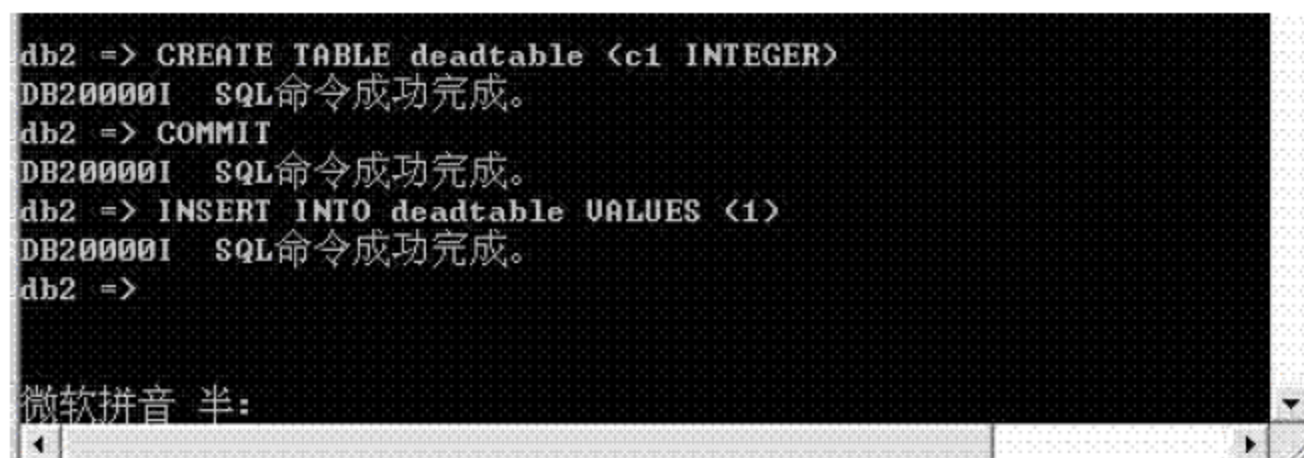 db2 => CREATE TABLE deadtable (c1 INTEGER)
DB20000I  SQL命令成功完成。
db2 => COMMIT
DB20000I  SQL命令成功完成。
db2 => INSERT INTO deadtable VALUES (1)
DB20000I  SQL命令成功完成。
db2 =>
微软拼音 半: